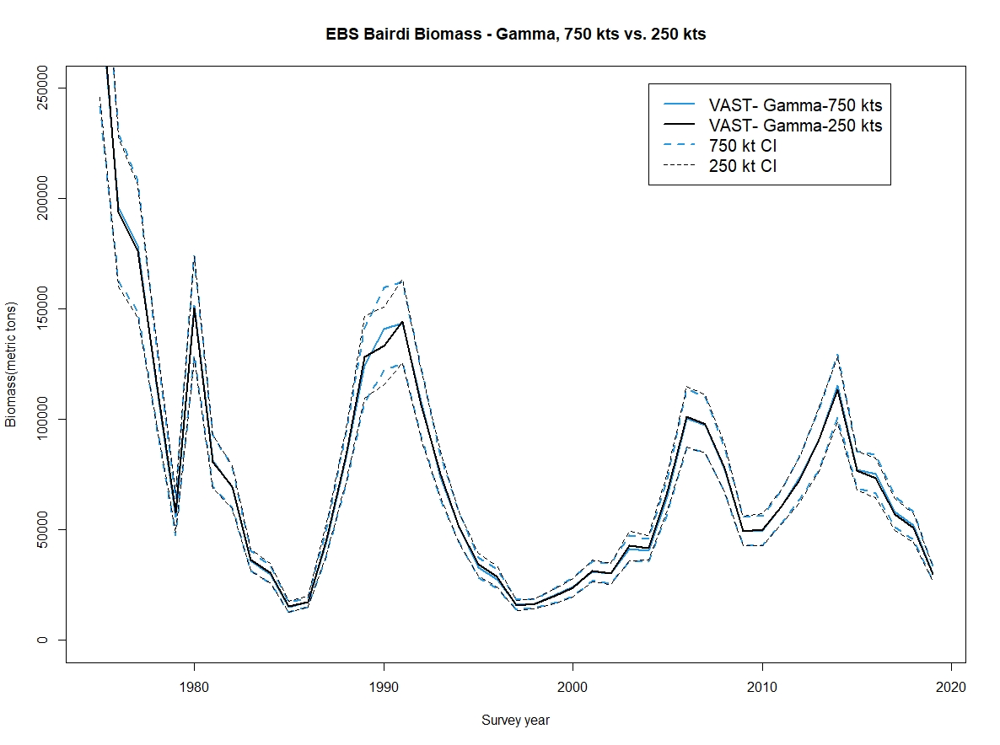 EBS Bairdi Biomass - Gamma, 750 kts vs. 250 kts
VAST- Gamma-750 kts
VAST- Gamma-250 kts
750 kt CI
250 kt CI
Biomass(metric tons)
250000
200000
150000
100000
50000
0
1980
1990
2000
2010
2020
Survey year